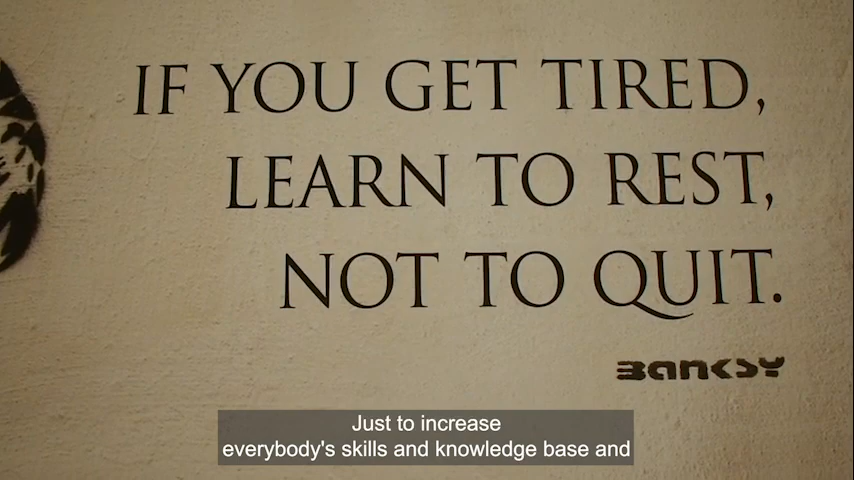 IF YOU GET TIRED,
LEARN TO REST,
NOT TO QUIT.
BANKSY
Just to increase
everybody's skills and knowledge base and